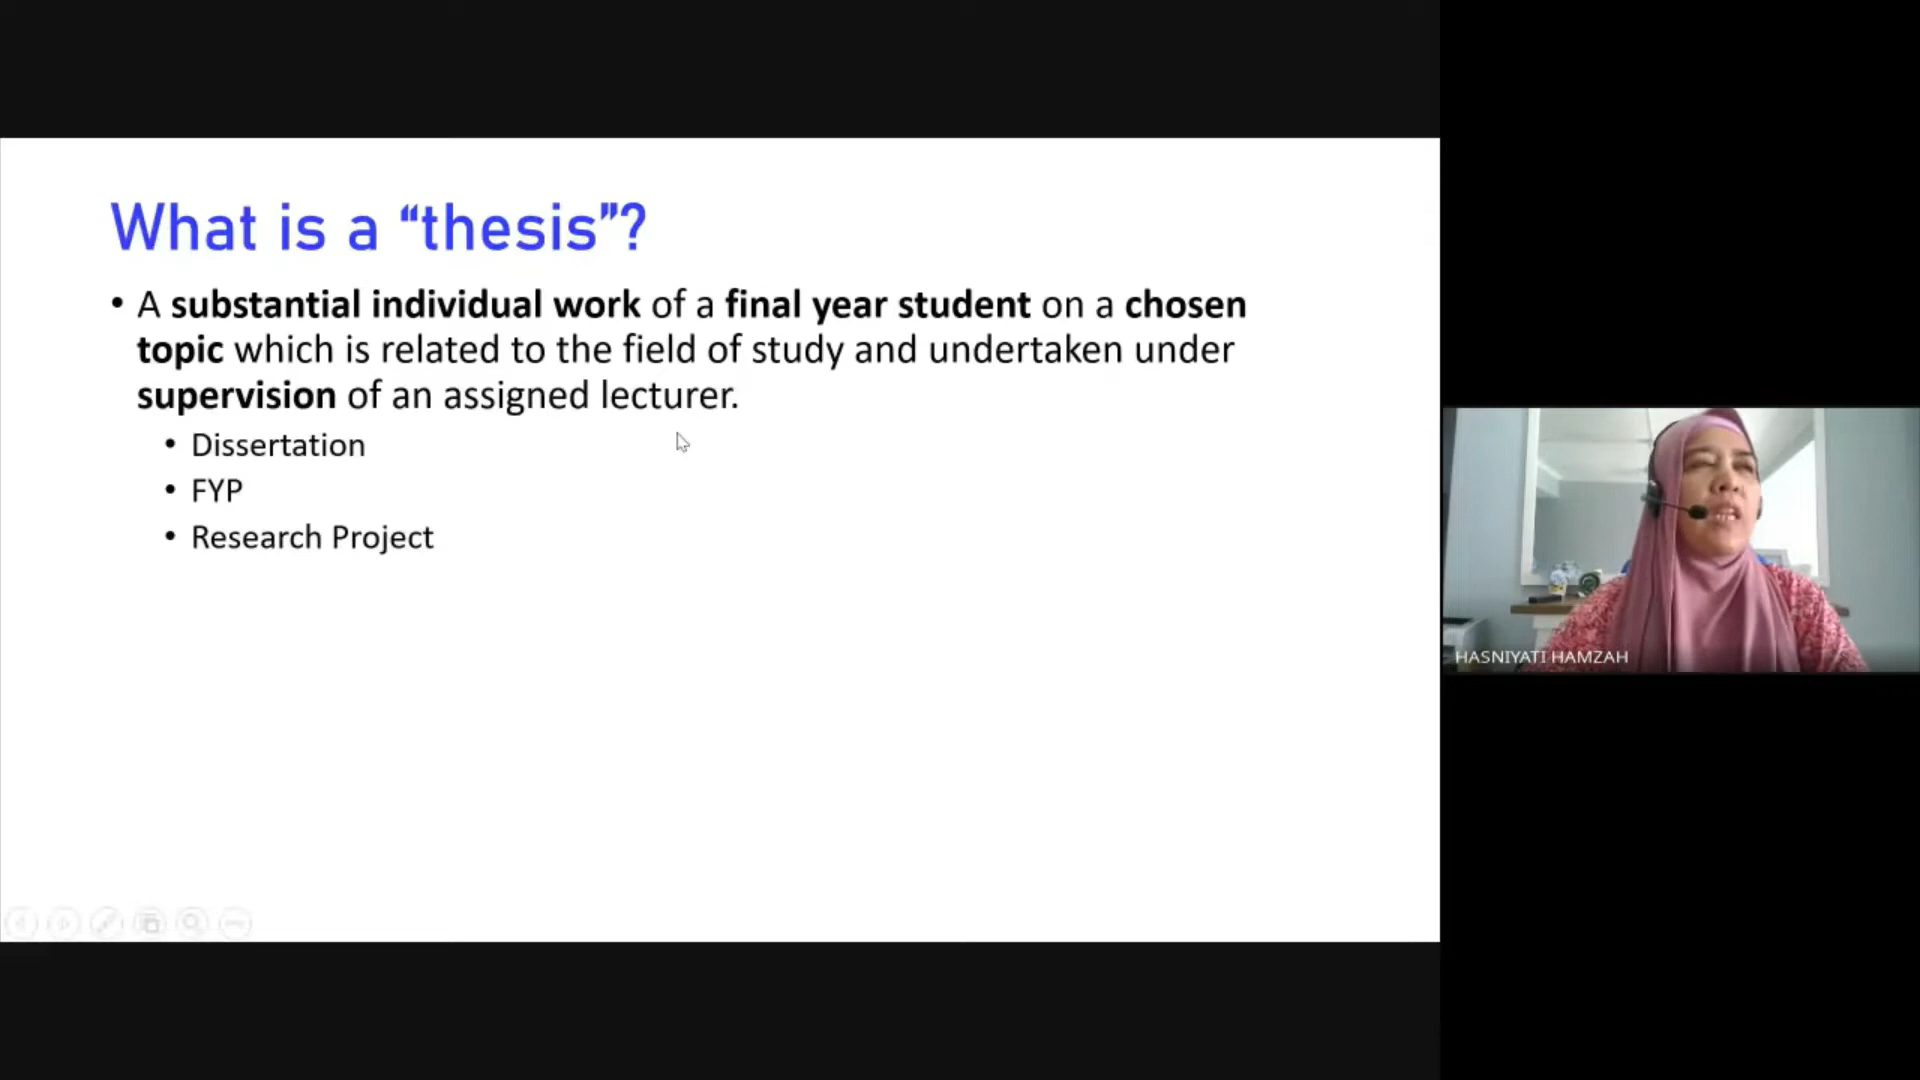 What is a “thesis”?
• A substantial individual work of a final year student on a chosen
topic which is related to the field of study and undertaken under
supervision of an assigned lecturer.
• Dissertation
• FYP
• Research Project
HASNIYATI HAMZAH